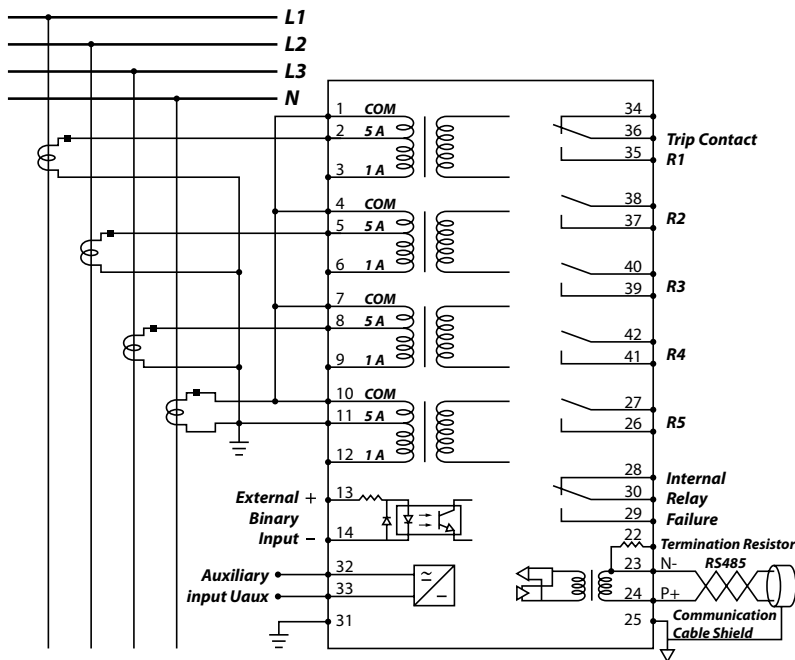 L1
L2
L3
N
1 COM
2 5 A
3 1 A
4 COM
5 5 A
6 1 A
7 COM
8 5 A
9 1 A
10 COM
11 5 A
12 1 A
External + 13
Binary
Input – 14
Auxiliary 32
input Uaux 33
31
34
36 Trip Contact
35 R1
38
37 R2
40
39 R3
42
41 R4
27
26 R5
28 Internal
30 Relay
29 Failure
22 Termination Resistor
23 N- RS485
24 P+
25 Communication
Cable Shield